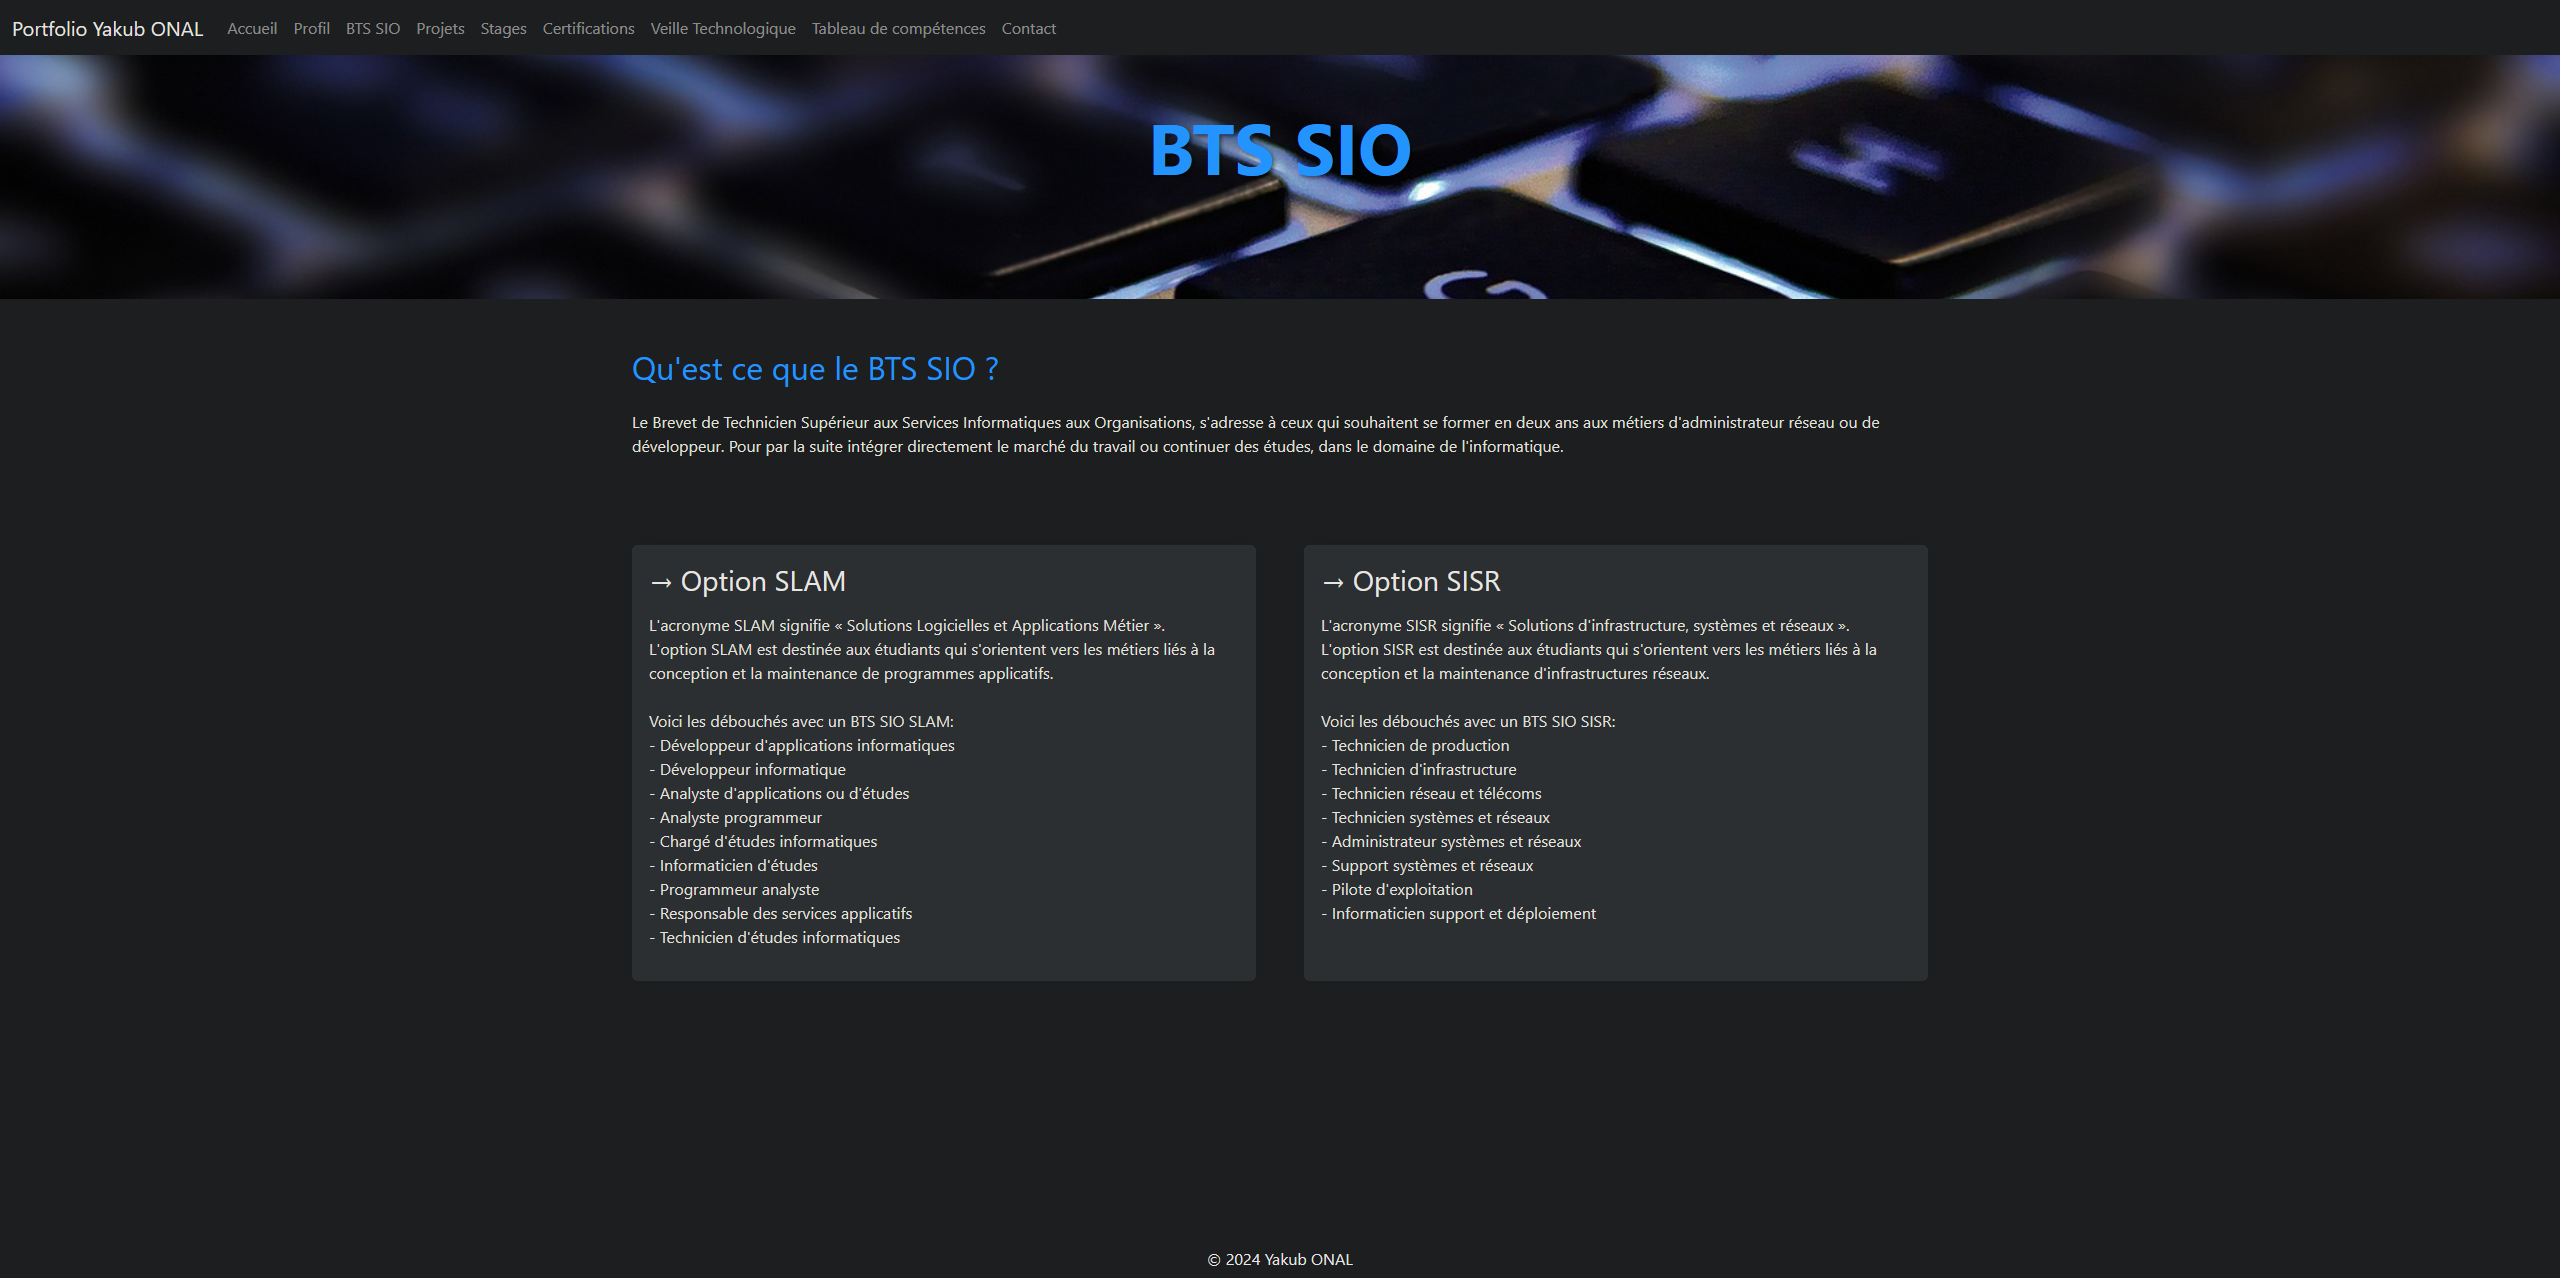 Portfolio Yakub ONAL Accueil Profil BTS SIO Projets Stages Certifications Veille Technologique Tableau de compétences Contact
BTS SIO
Qu'est ce que le BTS SIO ?
Le Brevet de Technicien Supérieur aux Services Informatiques aux Organisations, s'adresse à ceux qui souhaitent se former en deux ans aux métiers d'administrateur réseau ou de
développeur. Pour par la suite intégrer directement le marché du travail ou continuer des études, dans le domaine de l'informatique.
→ Option SLAM
L'acronyme SLAM signifie « Solutions Logicielles et Applications Métier ».
L'option SLAM est destinée aux étudiants qui s'orientent vers les métiers liés à la
conception et la maintenance de programmes applicatifs.
Voici les débouchés avec un BTS SIO SLAM:
- Développeur d'applications informatiques
- Développeur informatique
- Analyste d'applications ou d'études
- Analyste programmeur
- Chargé d'études informatiques
- Informaticien d'études
- Programmeur analyste
- Responsable des services applicatifs
- Technicien d'études informatiques
→ Option SISR
L'acronyme SISR signifie « Solutions d'infrastructure, systèmes et réseaux ».
L'option SISR est destinée aux étudiants qui s'orientent vers les métiers liés à la
conception et la maintenance d'infrastructures réseaux.
Voici les débouchés avec un BTS SIO SISR:
- Technicien de production
- Technicien d'infrastructure
- Technicien réseau et télécoms
- Technicien systèmes et réseaux
- Administrateur systèmes et réseaux
- Support systèmes et réseaux
- Pilote d'exploitation
- Informaticien support et déploiement
© 2024 Yakub ONAL